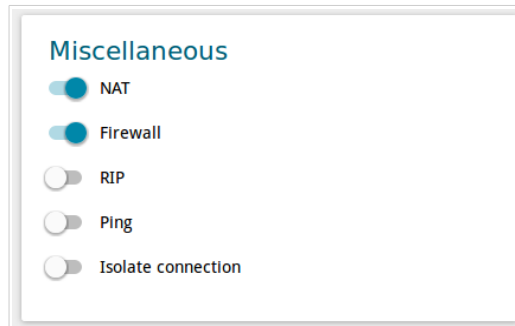 Miscellaneous
NAT
Firewall
RIP
Ping
Isolate connection